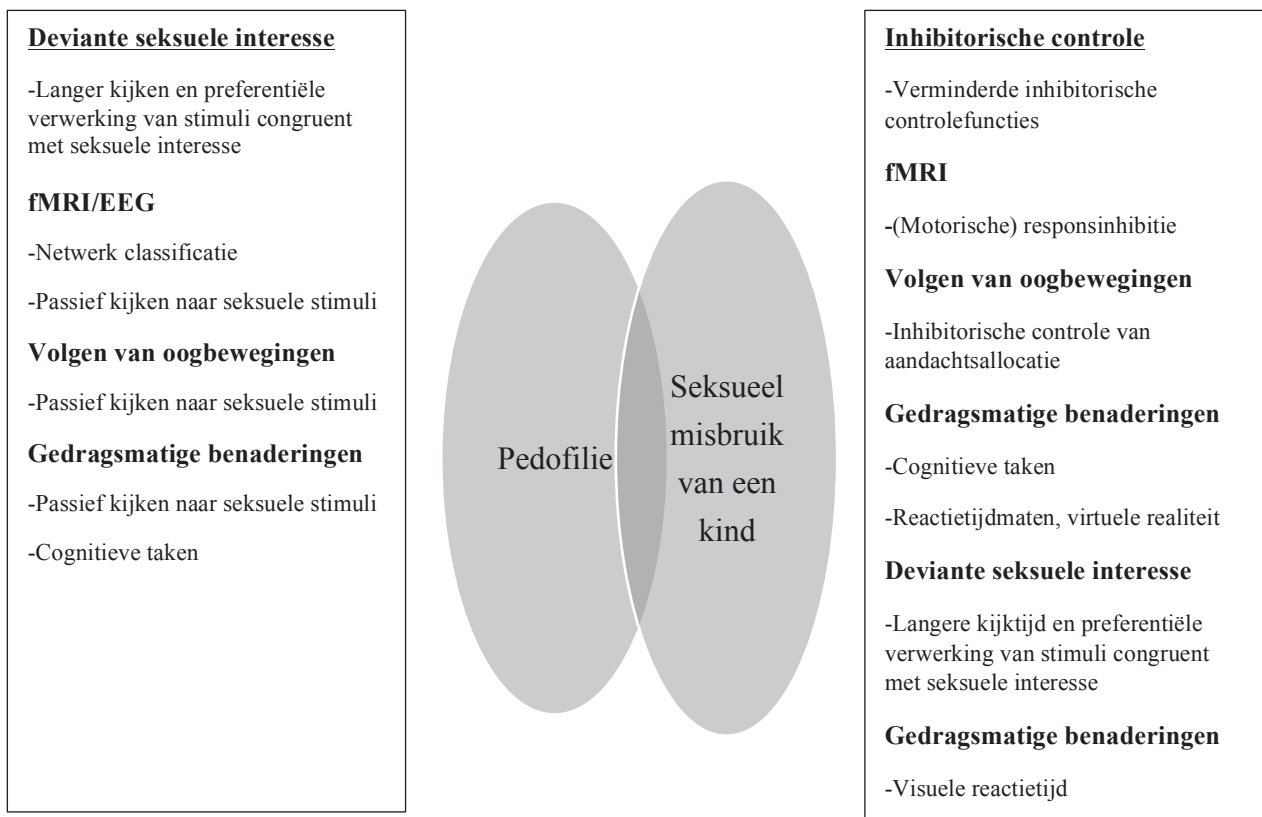 Deviante seksuele interesse
-Langer kijken en preferentiële
verwerking van stimuli congruent
met seksuele interesse
fMRI/EEG
-Netwerk classificatie
-Passief kijken naar seksuele stimuli
Volgen van oogbewegingen
-Passief kijken naar seksuele stimuli
Gedragsmatige benaderingen
-Passief kijken naar seksuele stimuli
-Cognitieve taken
Pedofilie
Seksueel
misbruik
van een
kind
Inhibitorische controle
-Verminderde inhibitorische
controlefuncties
fMRI
-(Motorische) responsinhibitie
Volgen van oogbewegingen
-Inhibitorische controle van
aandachtsallocatie
Gedragsmatige benaderingen
-Cognitieve taken
-Reactietijdmaten, virtuele realiteit
Deviante seksuele interesse
-Langere kijktijd en preferentiële
verwerking van stimuli congruent
met seksuele interesse
Gedragsmatige benaderingen
-Visuele reactietijd